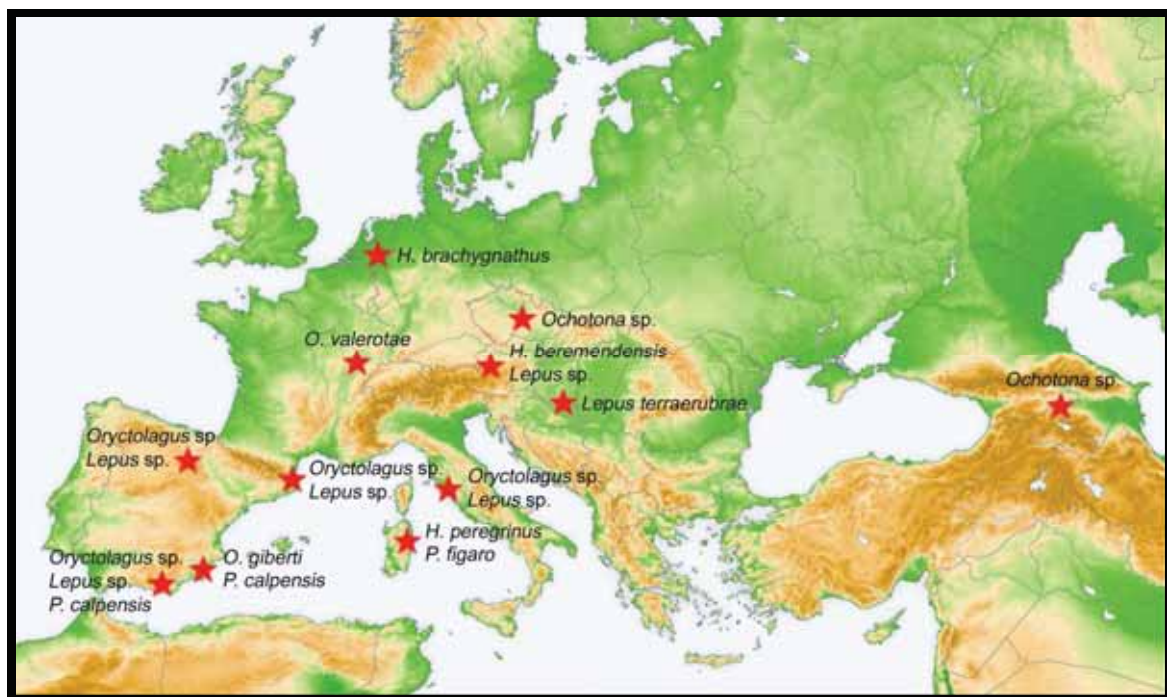 H. brachygnathus
Ochotona sp.
O. valerotae
H. beremendensis
Lepus sp.
Ochotona sp.
Lepus terraerubrae
Oryctolagus sp
Lepus sp.
Oryctolagus sp.
Lepus sp.
Oryctolagus sp.
Lepus sp.
H. peregrinus
P. figaro
Oryctolagus sp.
Lepus sp.
P. calpensis
O. giberti
P. calpensis